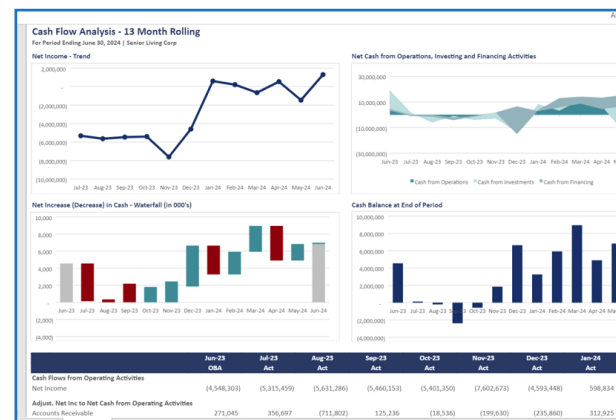 Cash Flow Analysis - 13 Month Rolling
For Period Ending June 30, 2024 | Senior Living Corp
Net Income - Trend
2,000,000
-
(2,000,000)
(4,000,000)
(6,000,000)
(8,000,000)
(10,000,000)
Jul-23 Aug-23 Sep-23 Oct-23 Nov-23 Dec-23 Jan-24 Feb-24 Mar-24 Apr-24 May-24 Jun-24
Net Cash from Operations, Investing and Financing Activities
30,000,000
10,000,000
(10,000,000)
(30,000,000)
Jun-23 Jul-23 Aug-23 Sep-23 Oct-23 Nov-23 Dec-23 Jan-24 Feb-24 Mar-24 Apr-24
Cash from Operations Cash from Investments Cash from Financing
Net Increase (Decrease) in Cash - Waterfall (in 000's)
10,000
8,000
6,000
4,000
2,000
-
(2,000)
(4,000)
Jun-23 Jul-23 Aug-23 Sep-23 Oct-23 Nov-23 Dec-23 Jan-24 Feb-24 Mar-24 Apr-24 May-24 Jun-24
Cash Balance at End of Period
10,000,000
8,000,000
6,000,000
4,000,000
2,000,000
-
(2,000,000)
(4,000,000)
Jun-23 Jul-23 Aug-23 Oct-23 Nov-23 Dec-23 Jan-24 Feb-24 Mar-24 Apr-24
Jun-23 Jul-23 Aug-23 Sep-23 Oct-23 Nov-23 Dec-23 Jan-24
OBA Act Act Act Act Act Act Act
Cash Flows from Operating Activities
Net Income (4,548,303) (5,315,459) (5,631,286) (5,460,153) (5,401,350) (7,602,673) (4,593,448) 598,834
Adjust. Net Inc to Net Cash from Operating Activities
Accounts Receivable 271,045 356,697 (711,802) 125,236 (18,536) (199,630) (235,860) 312,925